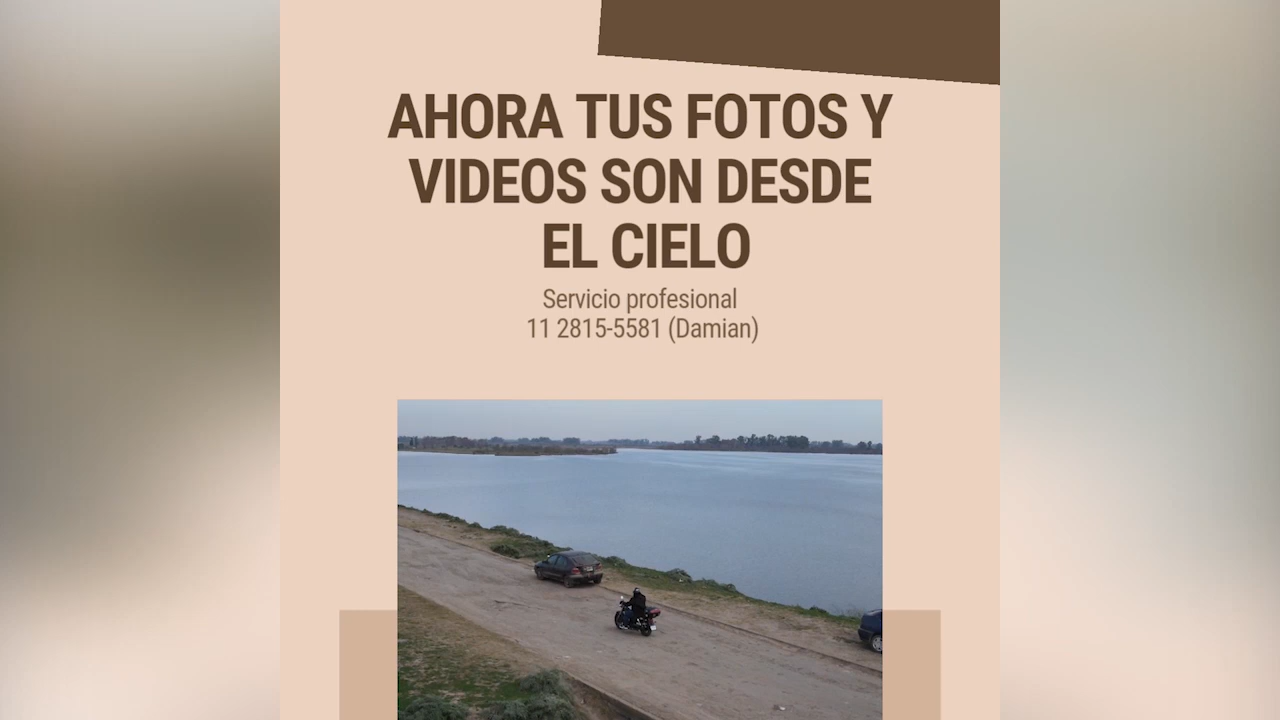 AHORA TUS FOTOS Y
VIDEOS SON DESDE
EL CIELO
Servicio profesional
11 2815-5581 (Damian)